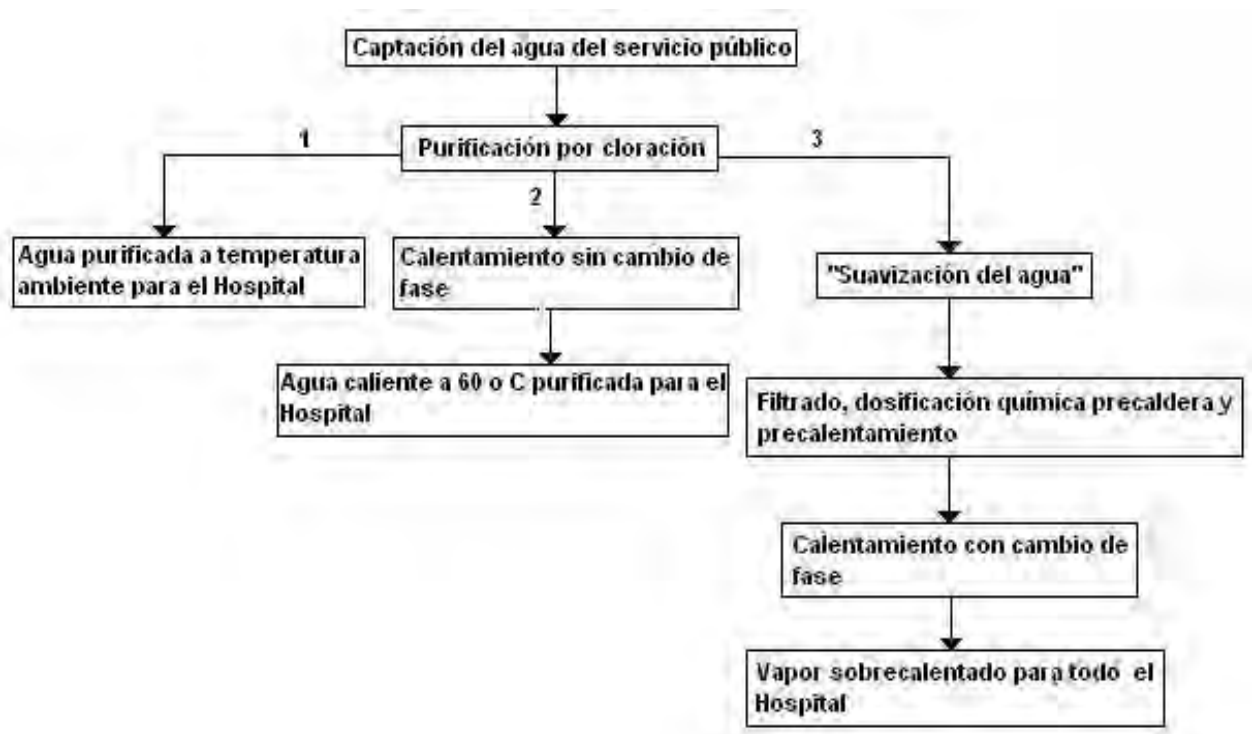 Captación del agua del servicio público
1
Purificación por cloración
3
2
Agua purificada a temperatura
ambiente para el Hospital
Calentamiento sin cambio de
fase
"Suavización del agua"
Agua caliente a 60 o C purificada para el
Hospital
Filtrado, dosificación química precaldera y
precalentamiento
Calentamiento con cambio de
fase
Vapor sobrecalentado para todo el
Hospital